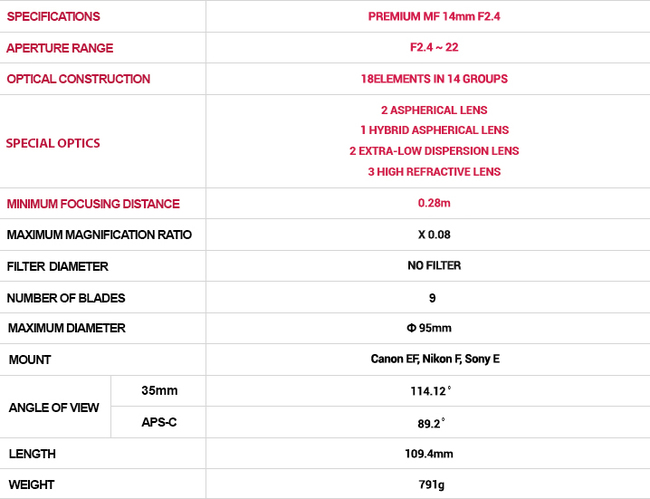 SPECIFICATIONS PREMIUM MF 14mm F2.4
APERTURE RANGE F2.4 ~ 22
OPTICAL CONSTRUCTION 18ELEMENTS IN 14 GROUPS
SPECIAL OPTICS
2 ASPHERICAL LENS
1 HYBRID ASPHERICAL LENS
2 EXTRA-LOW DISPERSION LENS
3 HIGH REFRACTIVE LENS
MINIMUM FOCUSING DISTANCE 0.28m
MAXIMUM MAGNIFICATION RATIO X 0.08
FILTER DIAMETER NO FILTER
NUMBER OF BLADES 9
MAXIMUM DIAMETER Φ 95mm
MOUNT Canon EF, Nikon F, Sony E
ANGLE OF VIEW
35mm 114.12°
APS-C 89.2°
LENGTH 109.4mm
WEIGHT 791g